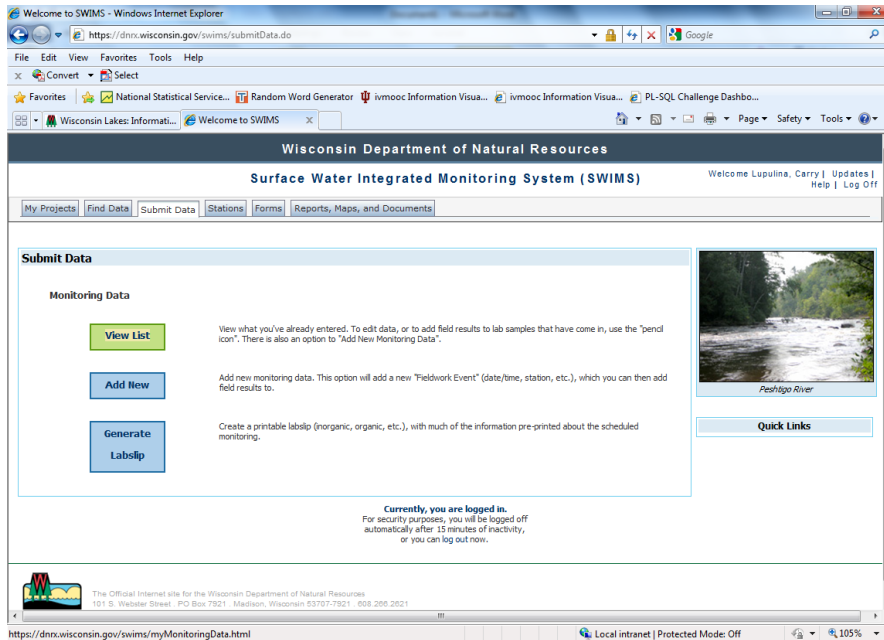 Welcome to SWIMS - Windows Internet Explorer
https://dnrx.wisconsin.gov/swims/submitData.do
Google
File Edit View Favorites Tools Help
x Convert Select
Favorites National Statistical Service... Random Word Generator ivmooc Information Visua... ivmooc Information Visua... PL-SQL Challenge Dashbo...
Wisconsin Lakes: Informati... Welcome to SWIMS x Page Safety Tools
Wisconsin Department of Natural Resources
Surface Water Integrated Monitoring System (SWIMS)
Welcome Lupulina, Carry | Updates |
Help | Log Off
My Projects Find Data Submit Data Stations Forms Reports, Maps, and Documents
Submit Data
Monitoring Data
View List
View what you've already entered. To edit data, or to add field results to lab samples that have come in, use the "pencil
icon". There is also an option to "Add New Monitoring Data".
Add New
Add new monitoring data. This option will add a new "Fieldwork Event" (date/time, station, etc.), which you can then add
field results to.
Generate
Labslip
Create a printable labslip (inorganic, organic, etc.), with much of the information pre-printed about the scheduled
monitoring.
Peshtigo River
Quick Links
Currently, you are logged in.
For security purposes, you will be logged off
automatically after 15 minutes of inactivity,
or you can log out now.
The Official Internet site for the Wisconsin Department of Natural Resources
101 S. Webster Street . PO Box 7921 . Madison, Wisconsin 53707-7921 . 608.266.2621
https://dnrx.wisconsin.gov/swims/myMonitoringData.html
Local intranet | Protected Mode: Off
105%